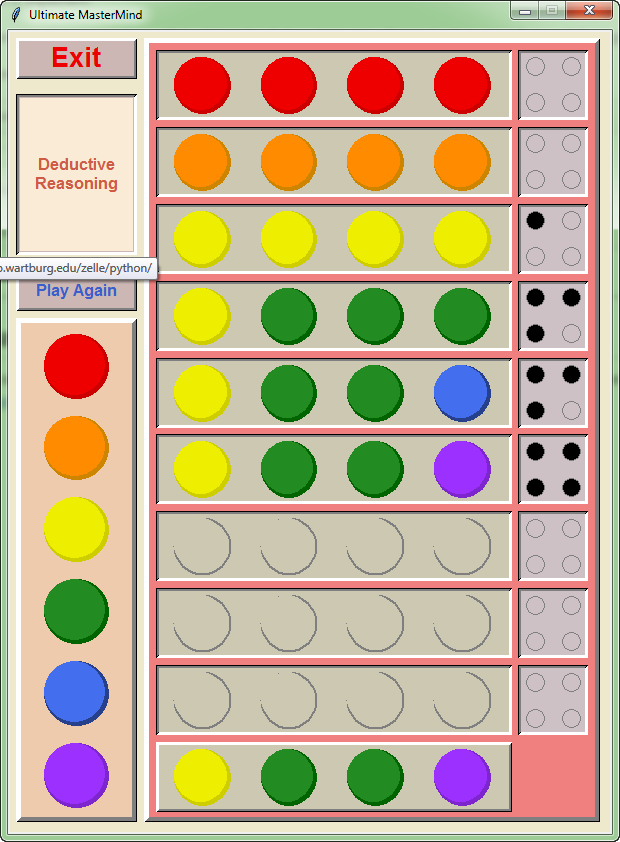 Ultimate MasterMind
Exit
Deductive
Reasoning
.wartburg.edu/zelle/python/
Play Again